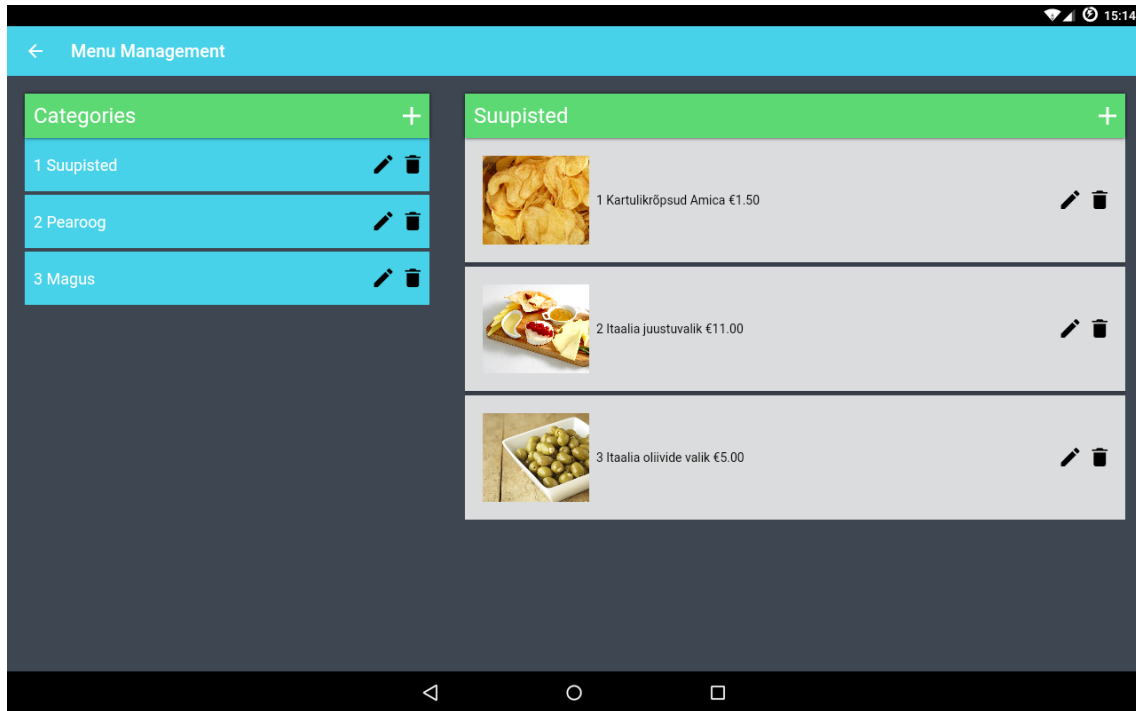 15:14
Menu Management
Categories
1 Suupisted
2 Pearoog
3 Magus
Suupisted
1 Kartulikrõpsud Amica €1.50
2 Itaalia juustuvalik €11.00
3 Itaalia oliivide valik €5.00